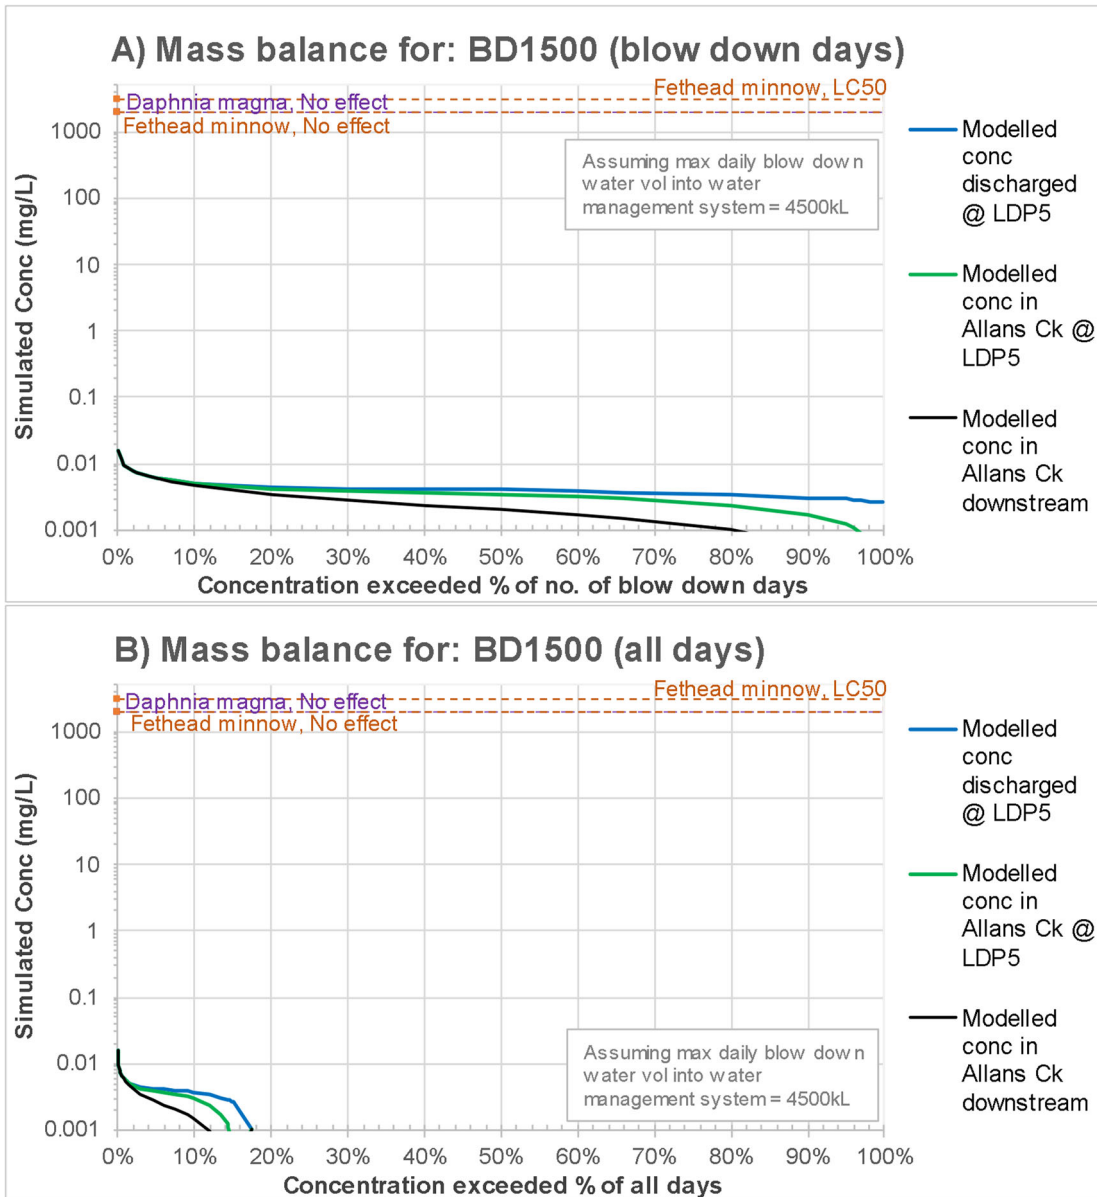 A) Mass balance for: BD1500 (blow down days)
Fethead minnow, LC50
Daphnia magna, No effect
Fethead minnow, No effect
Assuming max daily blow down
water vol into water
management system = 4500kL
Simulated Conc (mg/L)
1000
100
10
1
0.1
0.01
0.001
0%
10%
20%
30%
40%
50%
60%
70%
80%
90%
100%
Concentration exceeded % of no. of blow down days
Modelled
conc
discharged
@ LDP5
Modelled
conc in
Allans Ck @
LDP5
Modelled
conc in
Allans Ck
downstream
B) Mass balance for: BD1500 (all days)
Fethead minnow, LC50
Daphnia magna, No effect
Fethead minnow, No effect
Simulated Conc (mg/L)
1000
100
10
1
0.1
0.01
0.001
Assuming max daily blow down
water vol into water
management system = 4500kL
0%
10%
20%
30%
40%
50%
60%
70%
80%
90%
100%
Concentration exceeded % of all days
Modelled
conc
discharged
@ LDP5
Modelled
conc in
Allans Ck @
LDP5
Modelled
conc in
Allans Ck
downstream